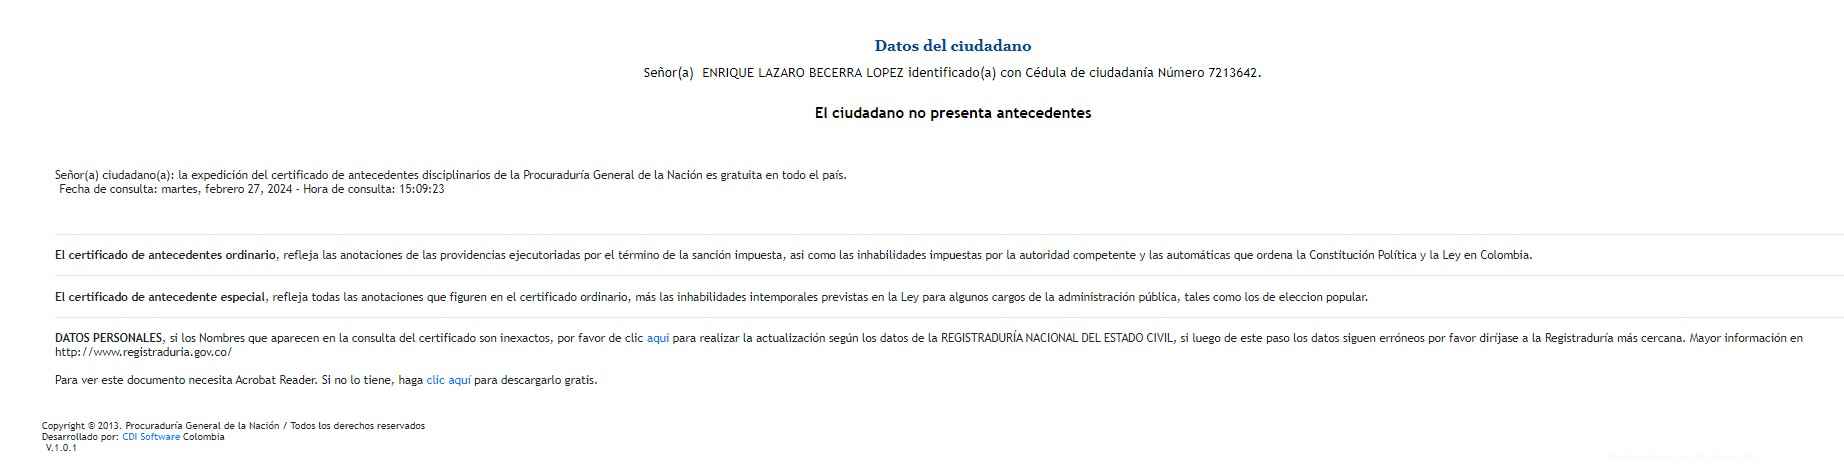 Datos del ciudadano
Señor(a) ENRIQUE LAZARO BECERRA LOPEZ identificado(a) con Cédula de ciudadanía Número 7213642.
El ciudadano no presenta antecedentes
Señor(a) ciudadano(a): la expedición del certificado de antecedentes disciplinarios de la Procuraduría General de la Nación es gratuita en todo el país.
Fecha de consulta: martes, febrero 27, 2024 - Hora de consulta: 15:09:23
El certificado de antecedentes ordinario, refleja las anotaciones de las providencias ejecutoriadas por el término de la sanción impuesta, así como las inhabilidades impuestas por la autoridad competente y las automáticas que ordena la Constitución Política y la Ley en Colombia.
El certificado de antecedente especial, refleja todas las anotaciones que figuren en el certificado ordinario, más las inhabilidades intemporales previstas en la Ley para algunos cargos de la administración pública, tales como los de eleccion popular.
DATOS PERSONALES, si los Nombres que aparecen en la consulta del certificado son inexactos, por favor de clic aquí para realizar la actualización según los datos de la REGISTRADURÍA NACIONAL DEL ESTADO CIVIL, si luego de este paso los datos siguen erróneos por favor diríjase a la Registraduría más cercana. Mayor información en
http://www.registraduria.gov.co/
Para ver este documento necesita Acrobat Reader. Si no lo tiene, haga clic aquí para descargarlo gratis.
Copyright © 2013. Procuraduría General de la Nación / Todos los derechos reservados
Desarrollado por: CDI Software Colombia
V.1.0.1